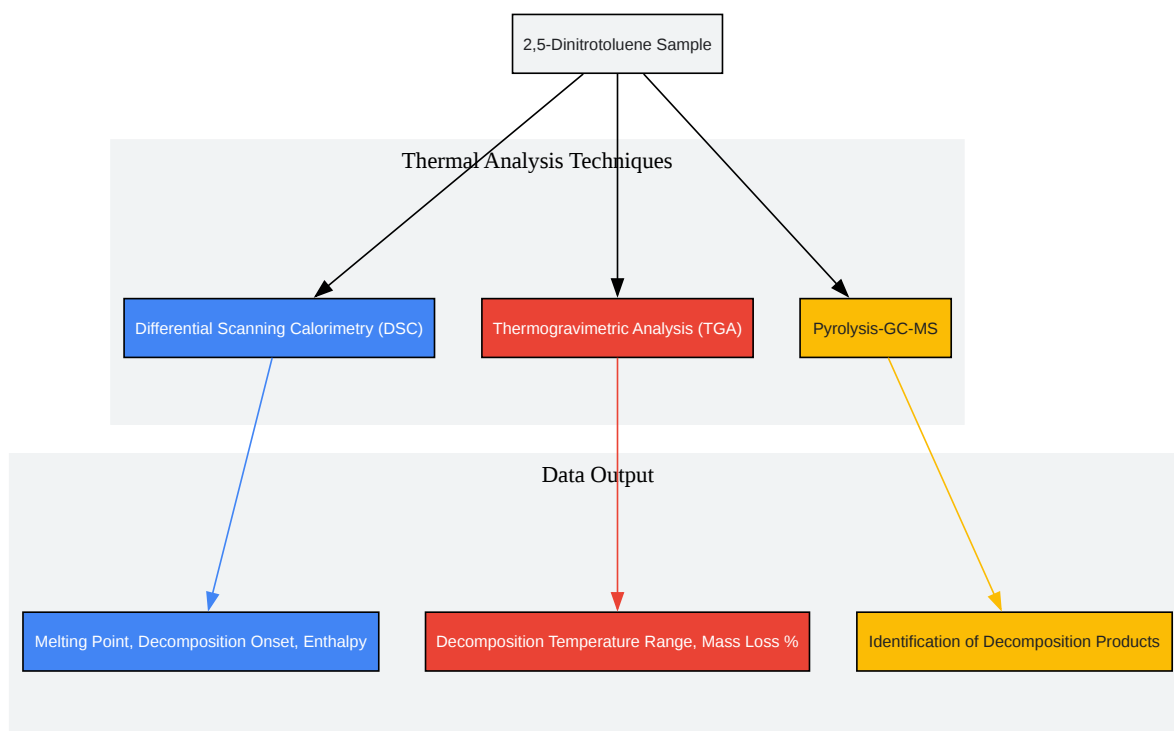 2,5-Dinitrotoluene Sample
Thermal Analysis Techniques
Differential Scanning Calorimetry (DSC)
Thermogravimetric Analysis (TGA)
Pyrolysis-GC-MS
Data Output
Melting Point, Decomposition Onset, Enthalpy
Decomposition Temperature Range, Mass Loss %
Identification of Decomposition Products